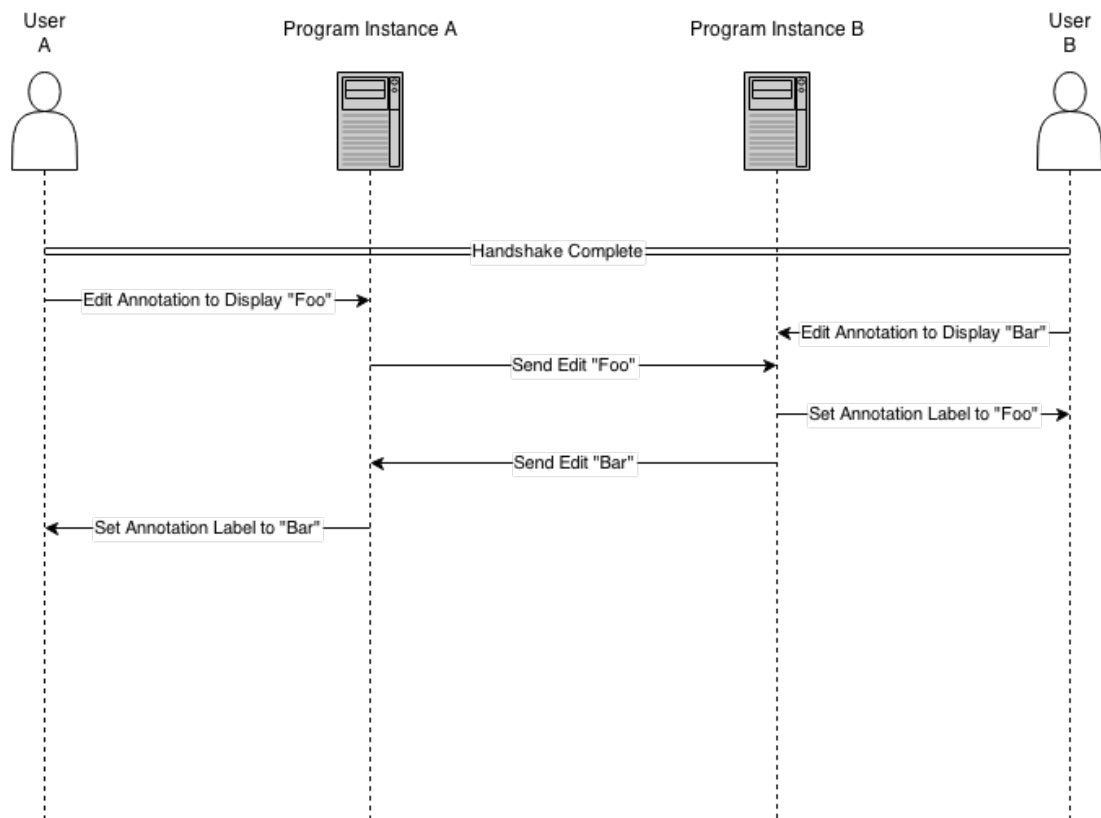 User
A
Program Instance A
Program Instance B
User
B
Handshake Complete
Edit Annotation to Display "Foo"
Edit Annotation to Display "Bar"
Send Edit "Foo"
Set Annotation Label to "Foo"
Send Edit "Bar"
Set Annotation Label to "Bar"